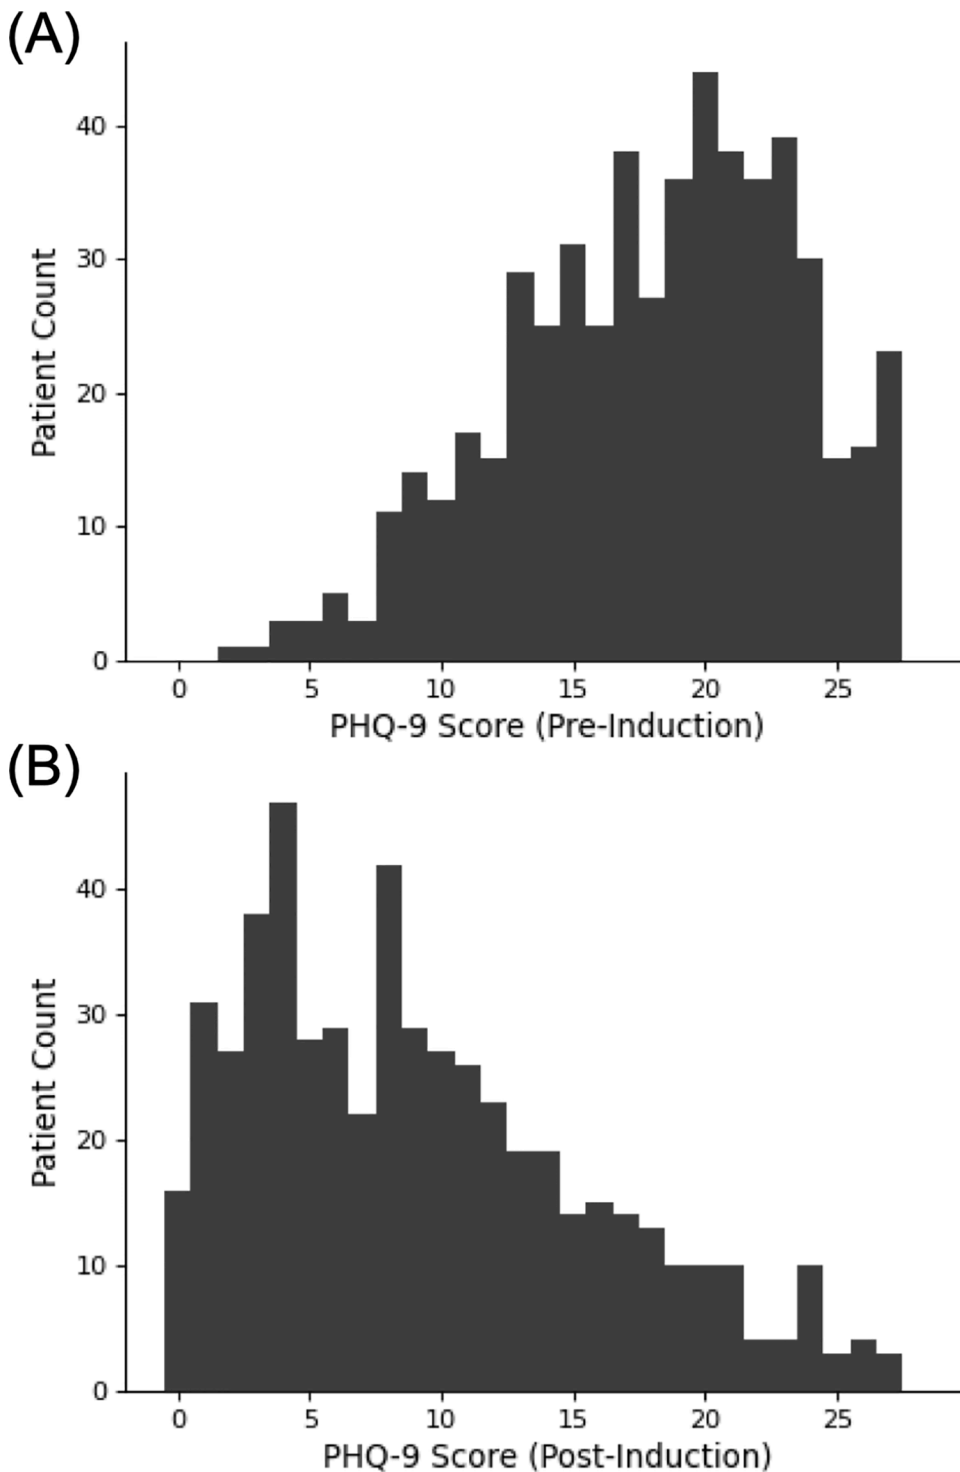 (A)
Patient Count
40
30
20
10
0
0 5 10 15 20 25
PHQ-9 Score (Pre-Induction)
(B)
Patient Count
40
30
20
10
0
0 5 10 15 20 25
PHQ-9 Score (Post-Induction)